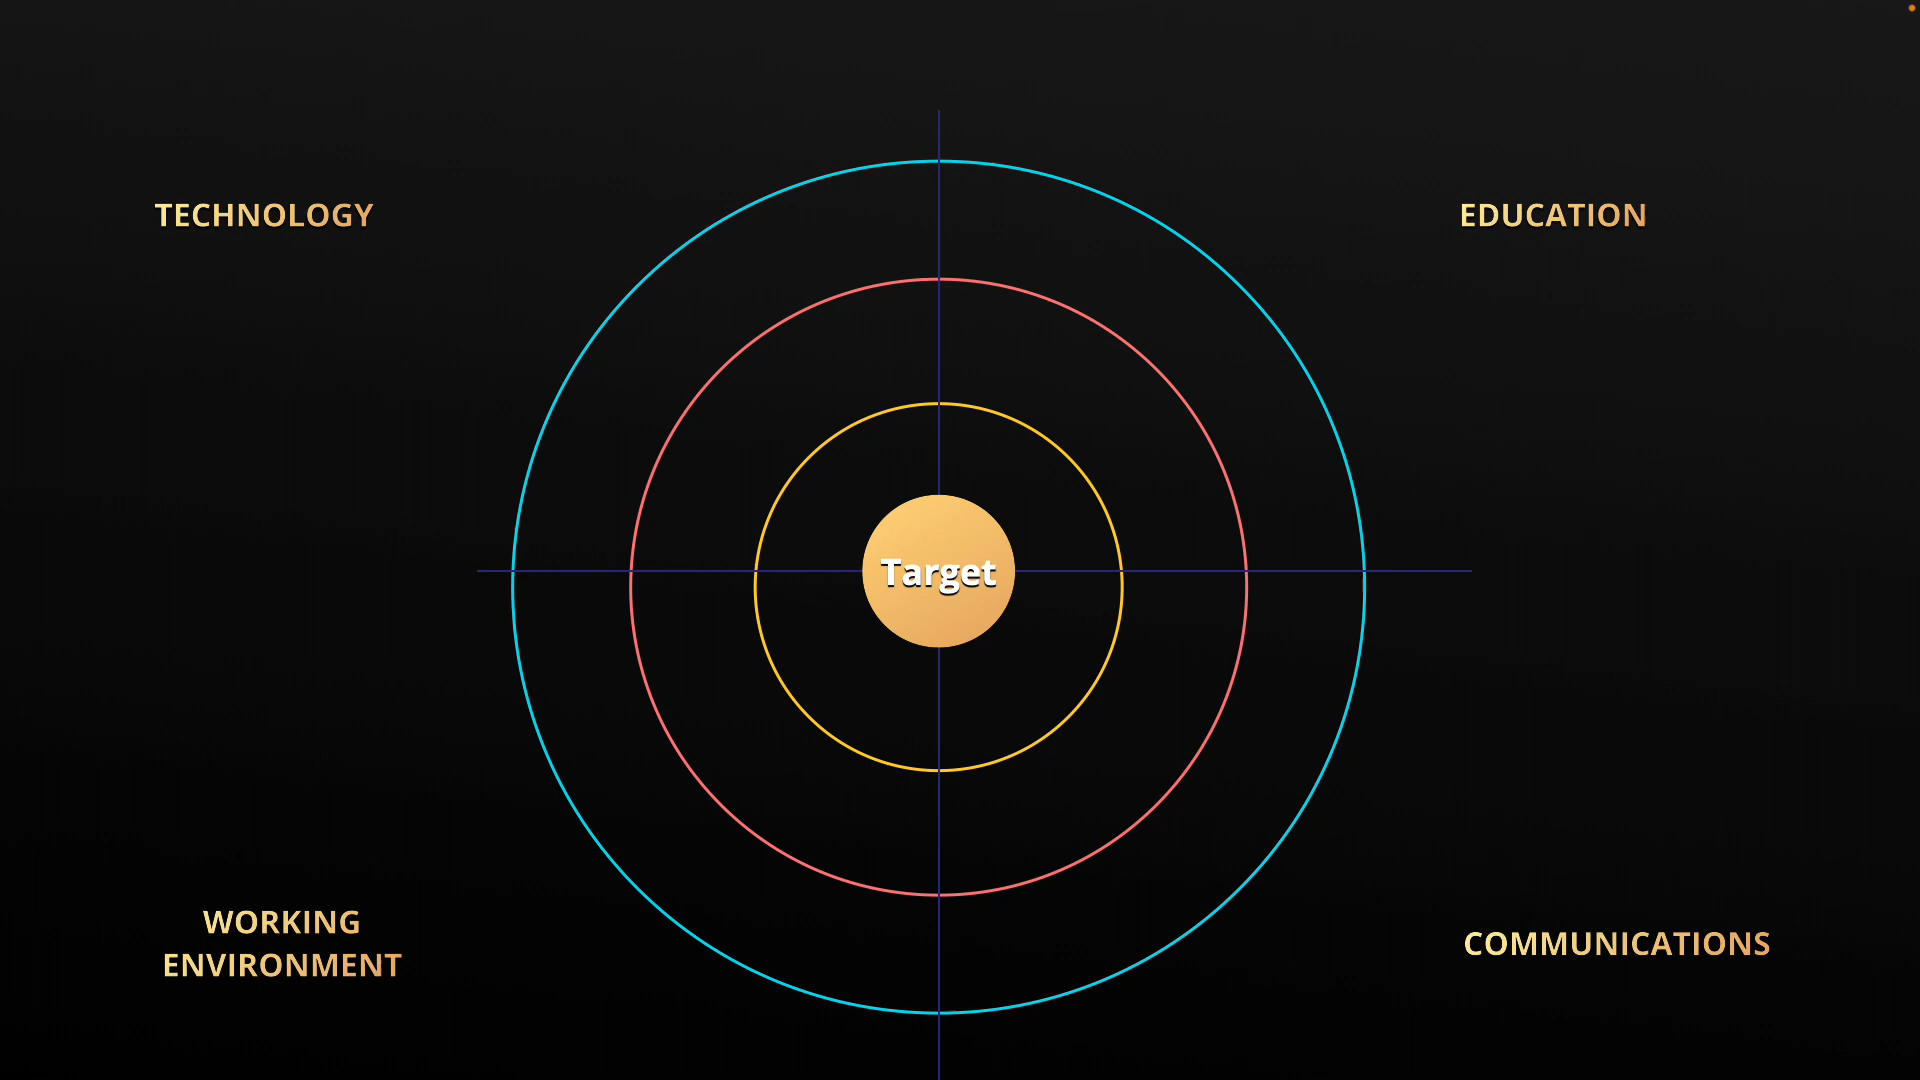 TECHNOLOGY
EDUCATION
Target
WORKING
ENVIRONMENT
COMMUNICATIONS